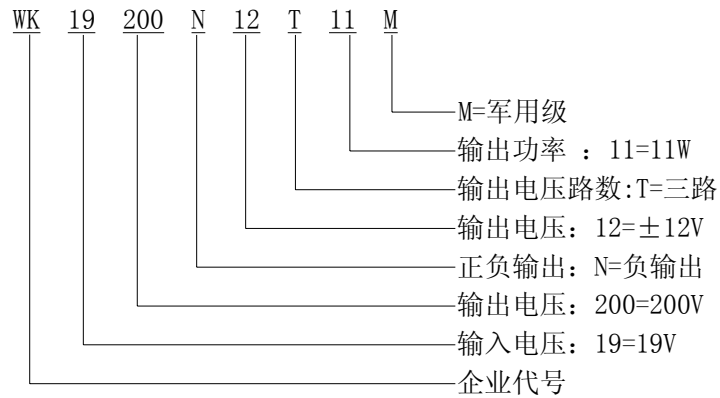 WK 19 200 N 12 T 11 M
M=军用级
输出功率 : 11=11W
输出电压路数:T=三路
输出电压: 12=±12V
正负输出: N=负输出
输出电压: 200=200V
输入电压: 19=19V
企业代号